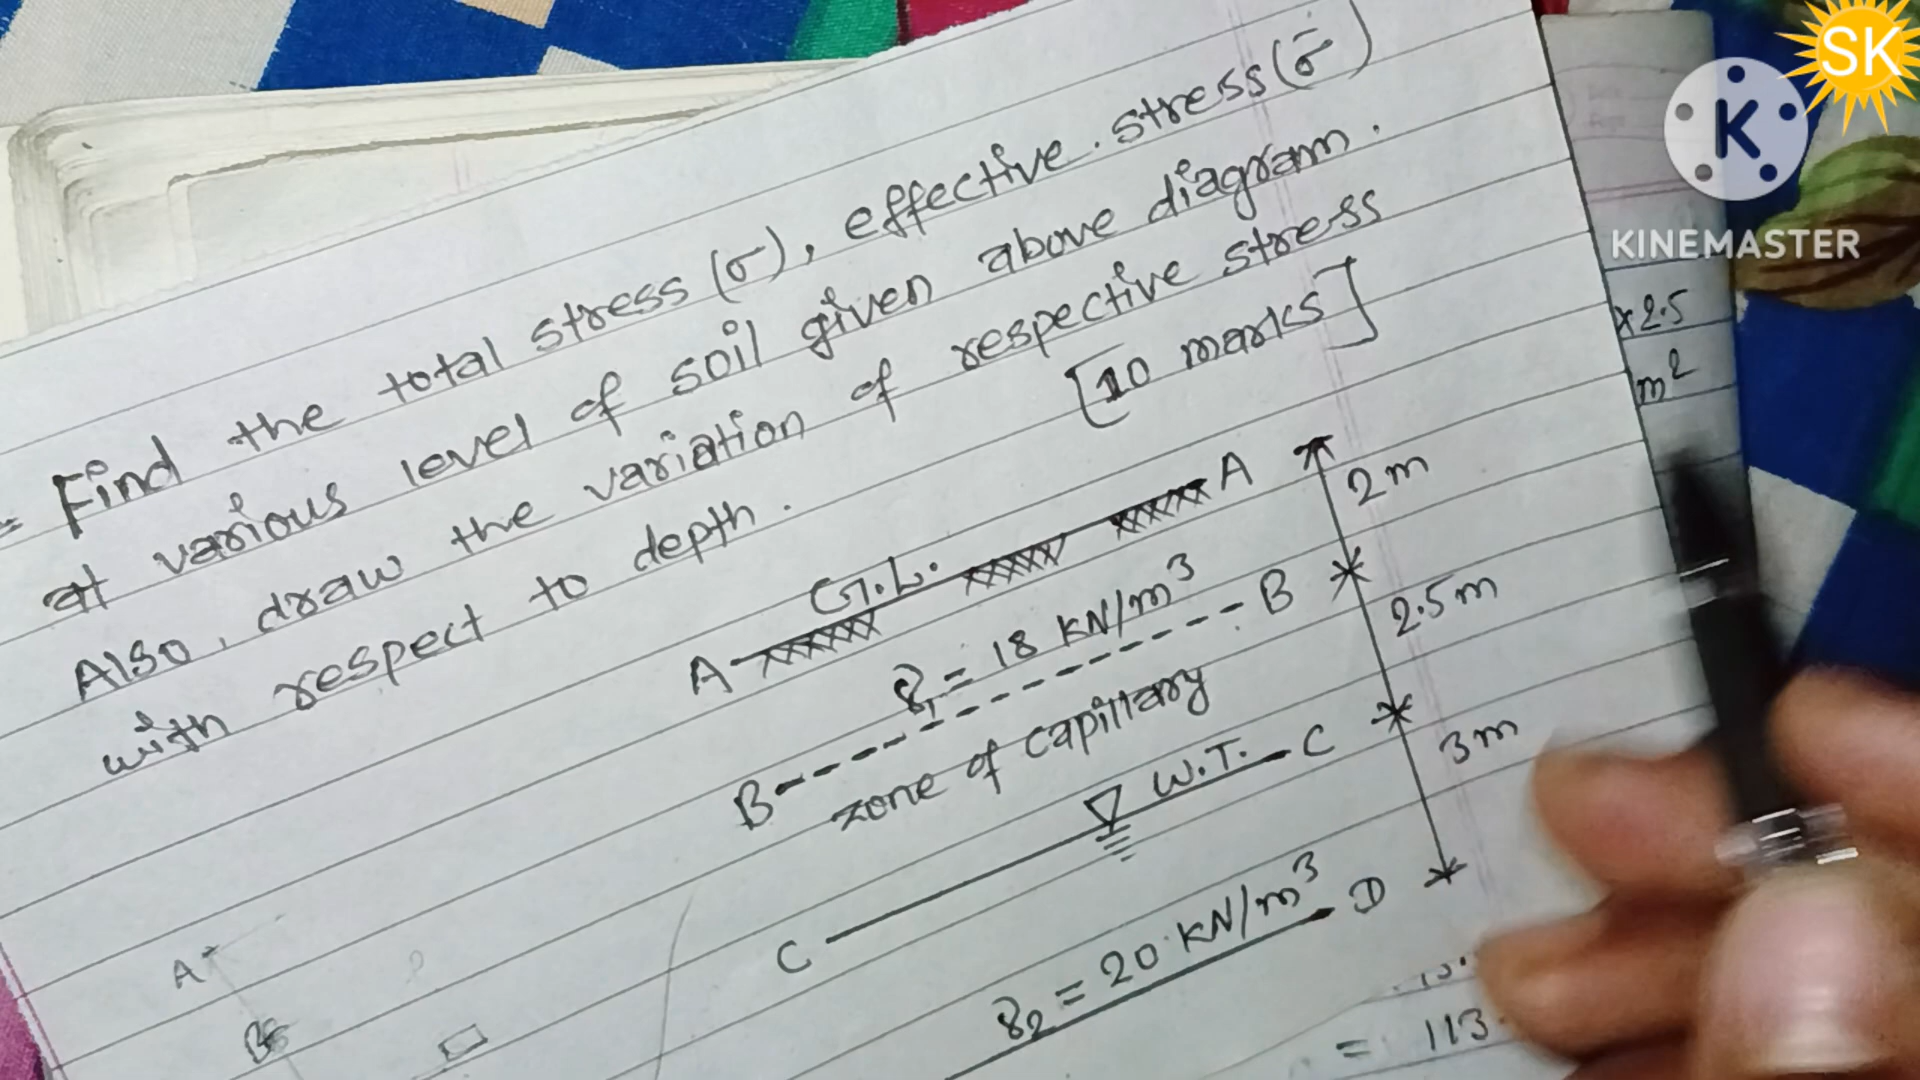 Find the total stress (σ), effective. stress (σ̄)
at various level of soil given above diagram.
Also, draw the variation of respective stress
with respect to depth. [10 marks]
A G.L. A
2m
γ1 = 18 KN/m³
B B
2.5m
zone of capillary
C W.T. C
3m
γ2 = 20 KN/m³ D
A
× 2.5
m²
= 113.
SK
K
KINEMASTER